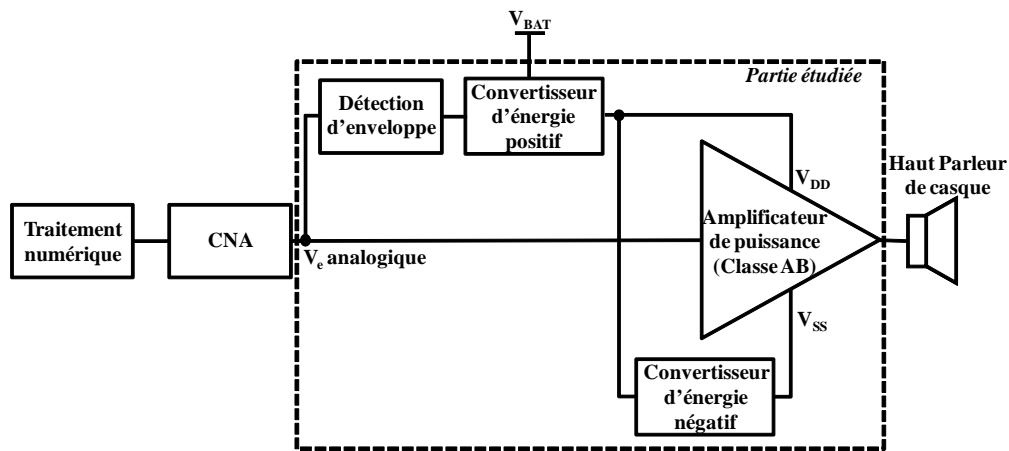 V_BAT
Partie étudiée
Détection
d'enveloppe
Convertisseur
d'énergie
positif
Haut Parleur
de casque
V_DD
Traitement
numérique
CNA
V_e analogique
Amplificateur
de puissance
(Classe AB)
V_SS
Convertisseur
d'énergie
négatif